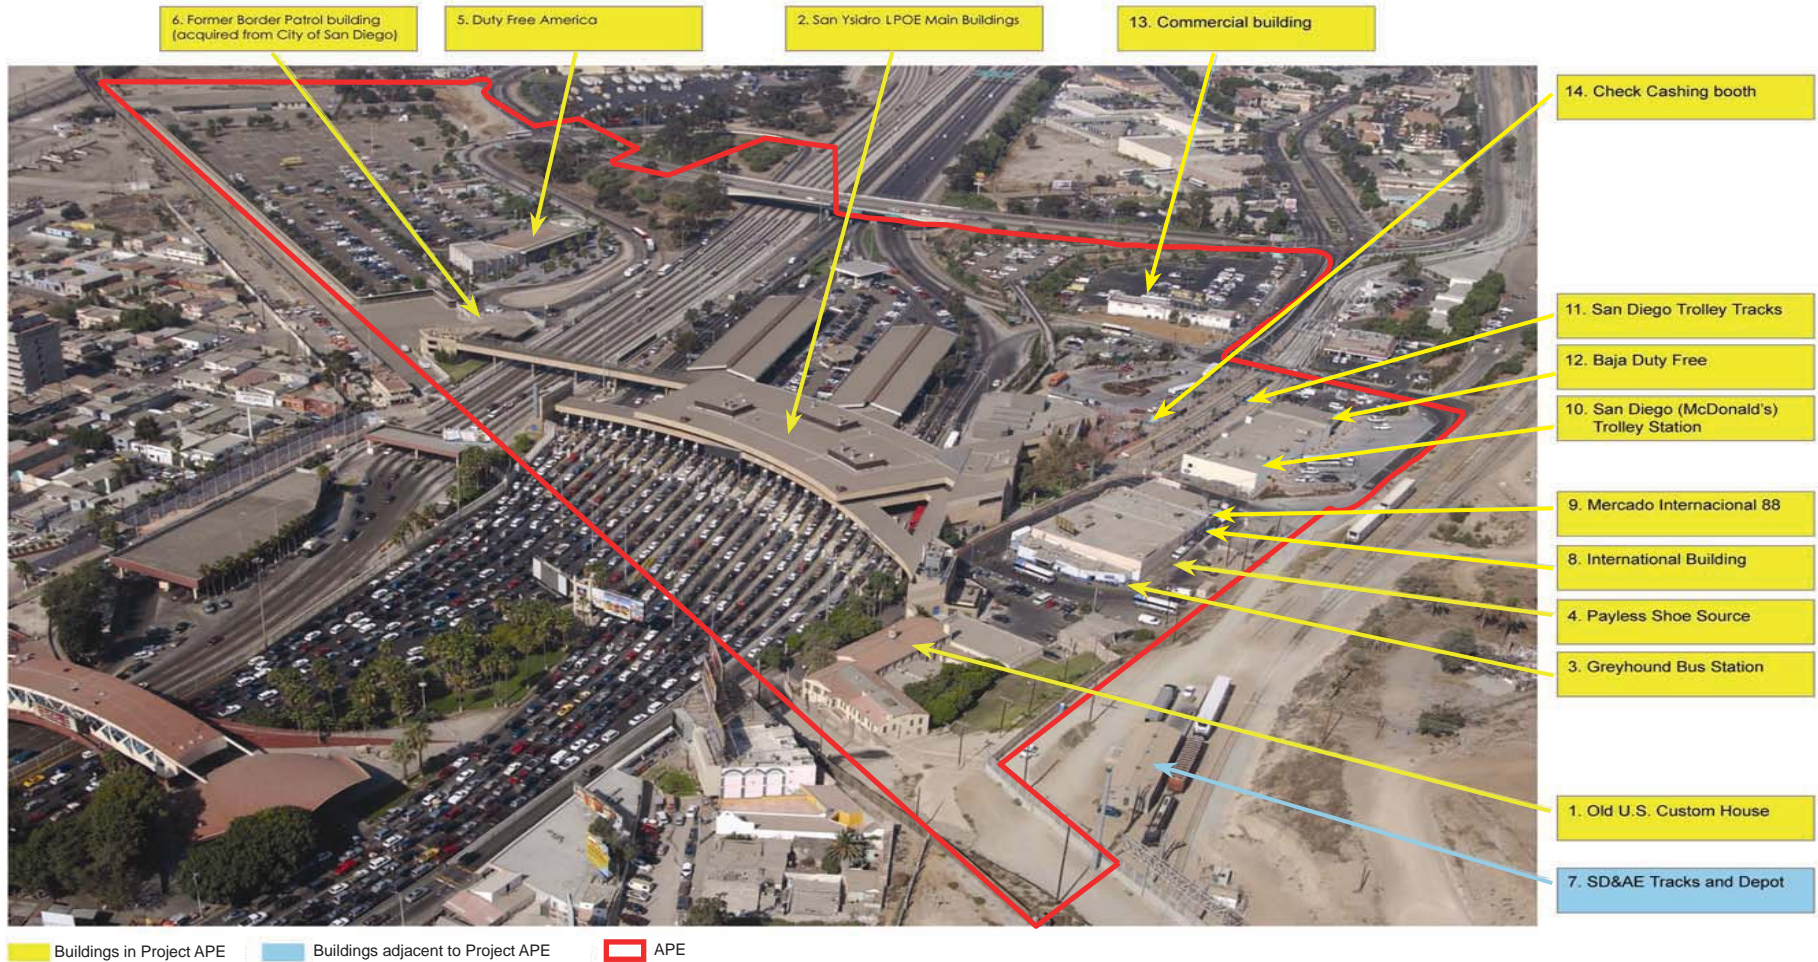 6. Former Border Patrol building
(acquired from City of San Diego)
5. Duty Free America
2. San Ysidro LPOE Main Buildings
13. Commercial building
14. Check Cashing booth
11. San Diego Trolley Tracks
12. Baja Duty Free
10. San Diego (McDonald's)
Trolley Station
9. Mercado Internacional 88
8. International Building
4. Payless Shoe Source
3. Greyhound Bus Station
1. Old U.S. Custom House
7. SD&AE Tracks and Depot
Buildings in Project APE
Buildings adjacent to Project APE
APE